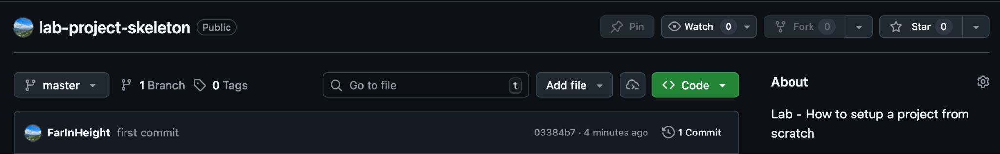 lab-project-skeleton Public Pin Watch 0 Fork 0 Star 0
master 1 Branch 0 Tags Go to file t Add file Code
About
Lab - How to setup a project from
scratch
FarInHeight first commit 03384b7 · 4 minutes ago 1 Commit